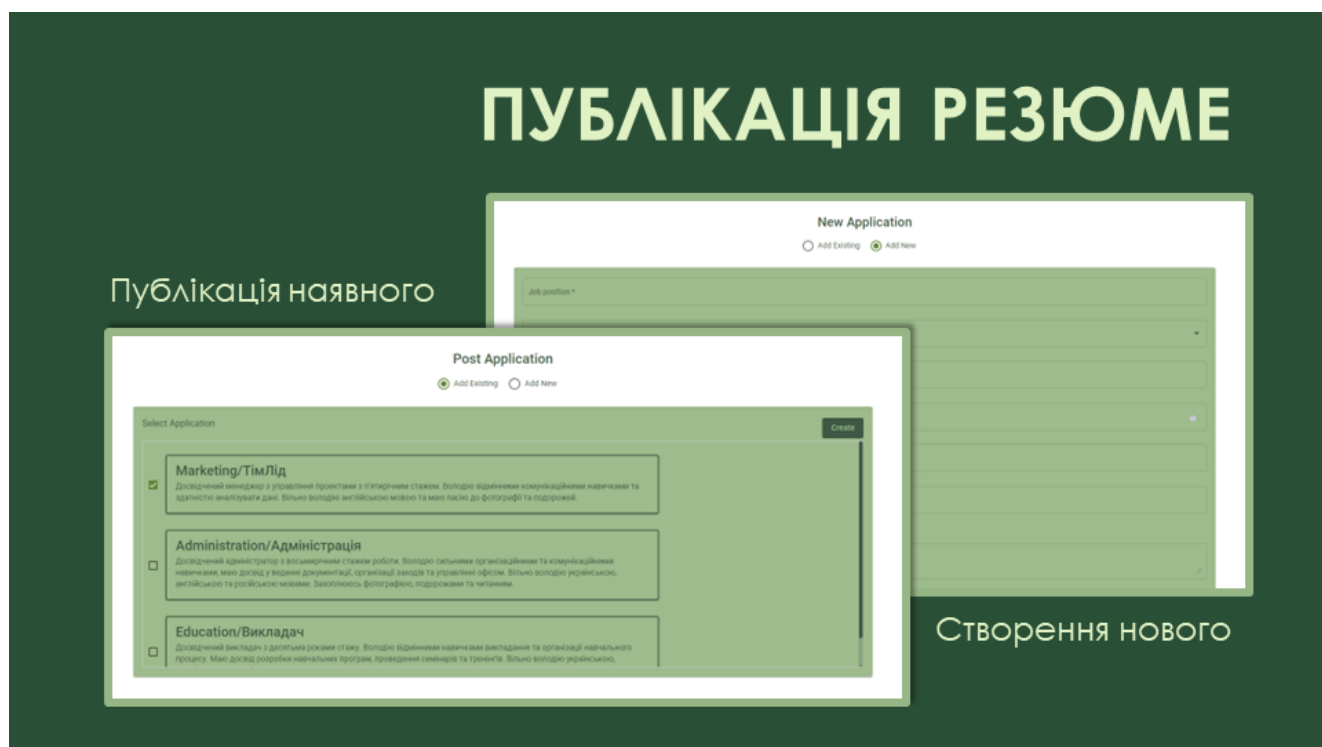 ПУБЛІКАЦІЯ РЕЗЮМЕ
New Application
Add Existing Add New
Job position *
Публікація наявного
Post Application
Add Existing Add New
Select Application
Create
Marketing/ТімЛід
Досвідчений менеджер з управління проектами з п'ятирічним стажем. Володію відмінними комунікаційними навичками та
здатністю аналізувати дані. Вільно володію англійською мовою та маю пасію до фотографії та подорожей.
Administration/Адміністрація
Досвідчений адміністратор з восьмирічним стажем роботи. Володію сильними організаційними та комунікаційними
навичками, маю досвід у веденні документації, організації заходів та управлінні офісом. Вільно володію українською,
англійською та російською мовами. Захоплююсь фотографією, подорожами та читанням.
Education/Викладач
Досвідчений викладач з десятьма роками стажу. Володію відмінними навичками викладання та організації навчального
процесу. Маю досвід розробки навчальних програм, проведення семінарів та тренінгів. Вільно володію українською,
Створення нового